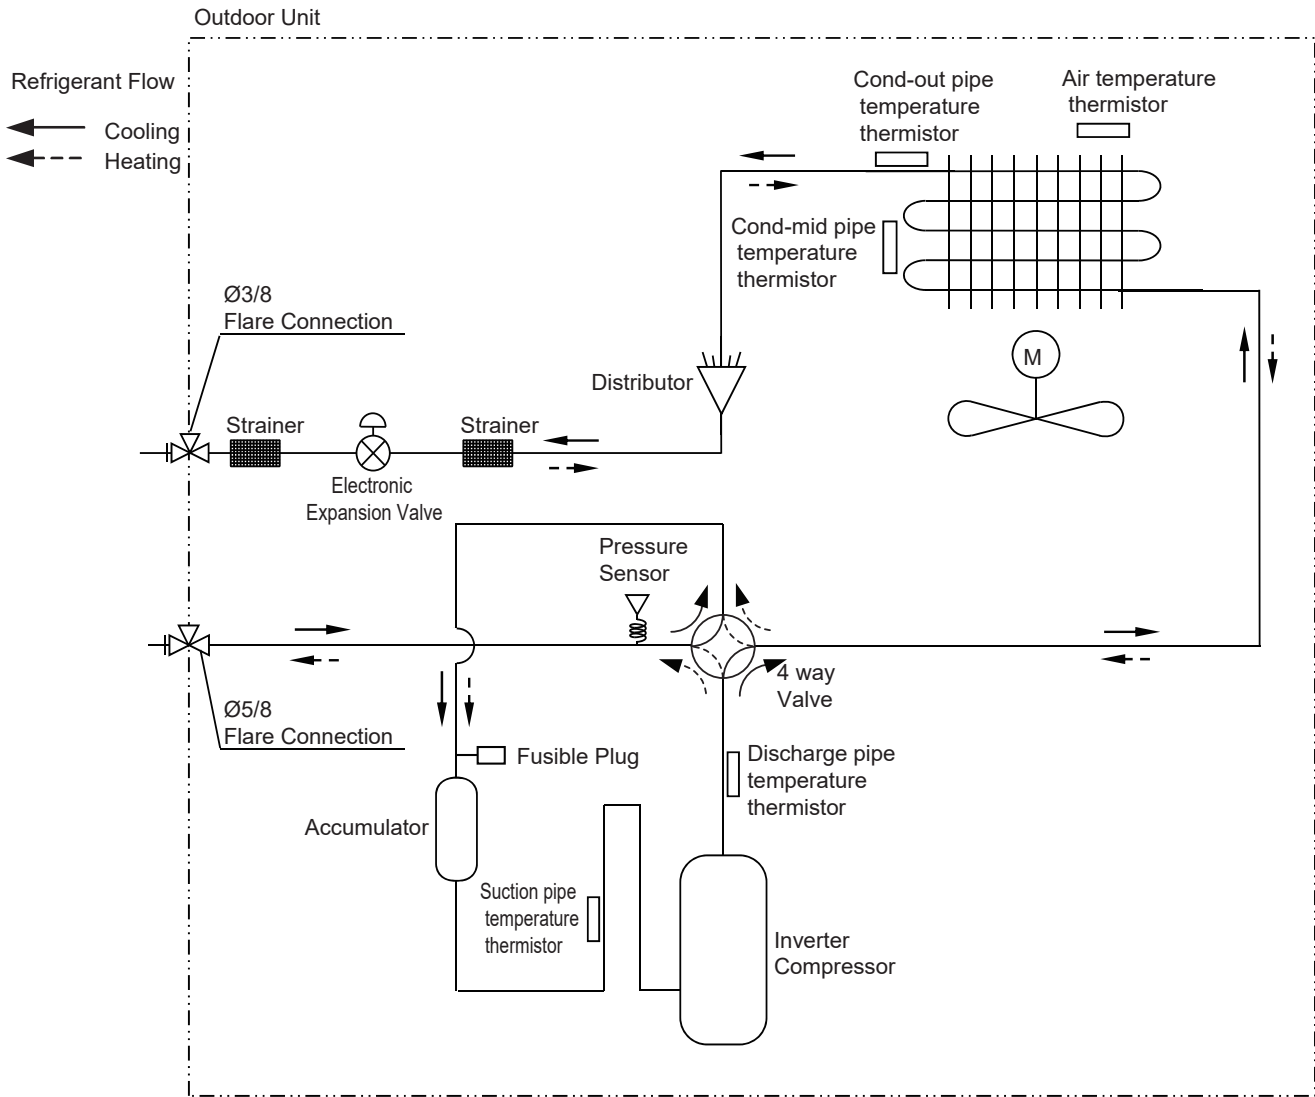 Outdoor Unit
Refrigerant Flow
Cooling
Heating
Cond-out pipe
temperature
thermistor
Air temperature
thermistor
Cond-mid pipe
temperature
thermistor
Ø3/8
Flare Connection
M
Distributor
Strainer
Strainer
Electronic
Expansion Valve
Pressure
Sensor
4 way
Valve
Ø5/8
Flare Connection
Fusible Plug
Discharge pipe
temperature
thermistor
Accumulator
Suction pipe
temperature
thermistor
Inverter
Compressor